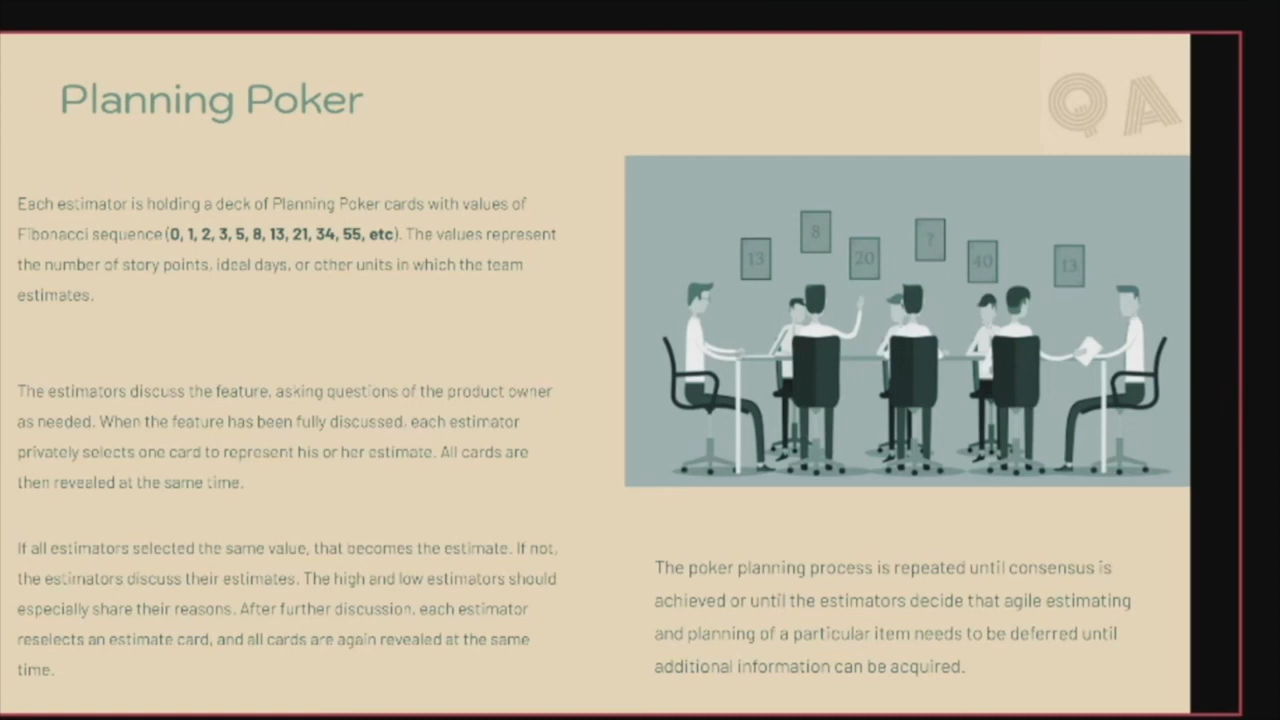 Planning Poker
QA
Each estimator is holding a deck of Planning Poker cards with values of
Fibonacci sequence (0, 1, 2, 3, 5, 8, 13, 21, 34, 55, etc). The values represent
the number of story points, ideal days, or other units in which the team
estimates.
The estimators discuss the feature, asking questions of the product owner
as needed. When the feature has been fully discussed, each estimator
privately selects one card to represent his or her estimate. All cards are
then revealed at the same time.
If all estimators selected the same value, that becomes the estimate. If not,
the estimators discuss their estimates. The high and low estimators should
especially share their reasons. After further discussion, each estimator
reselects an estimate card, and all cards are again revealed at the same
time.
13 8 20 ? 40 13
The poker planning process is repeated until consensus is
achieved or until the estimators decide that agile estimating
and planning of a particular item needs to be deferred until
additional information can be acquired.